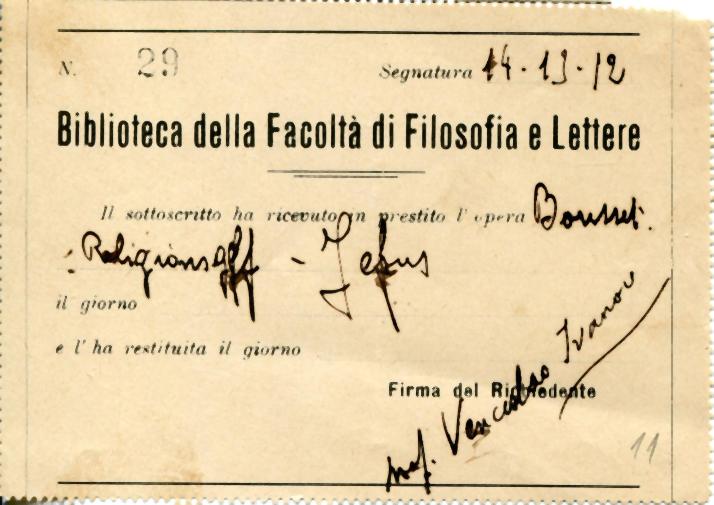 N. 29 Segnatura 14-13-12
Biblioteca della Facoltà di Filosofia e Lettere
Il sottoscritto ha ricevuto in prestito l'opera Bousset.
- Jesus
il giorno
e l'ha restituita il giorno
Firma del Richiedente
prof. Venceslao Ivanov
11